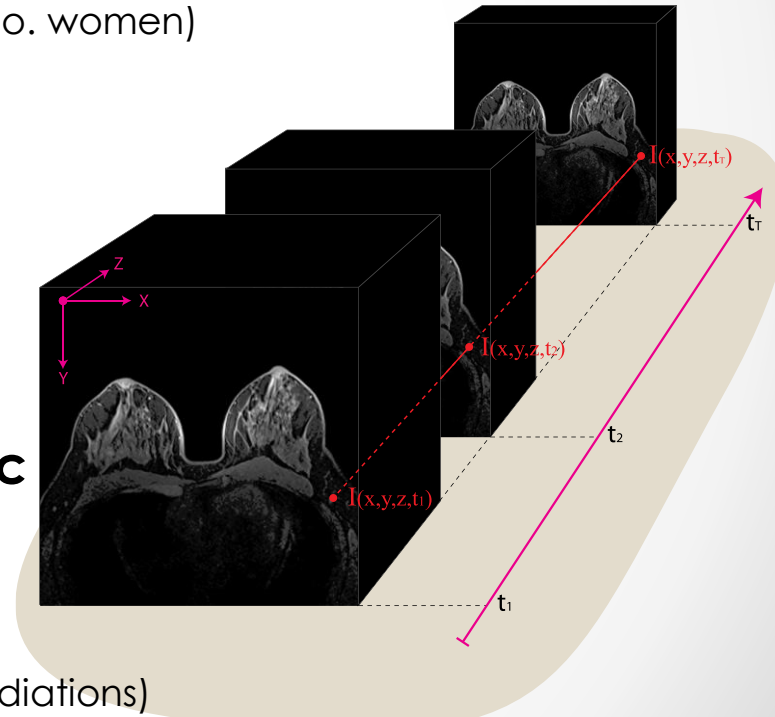 o. women)
I(x,y,z,tT)
tT
Z
X
I(x,y,z,t2)
Y
t2
c
I(x,y,z,t1)
t1
diations)